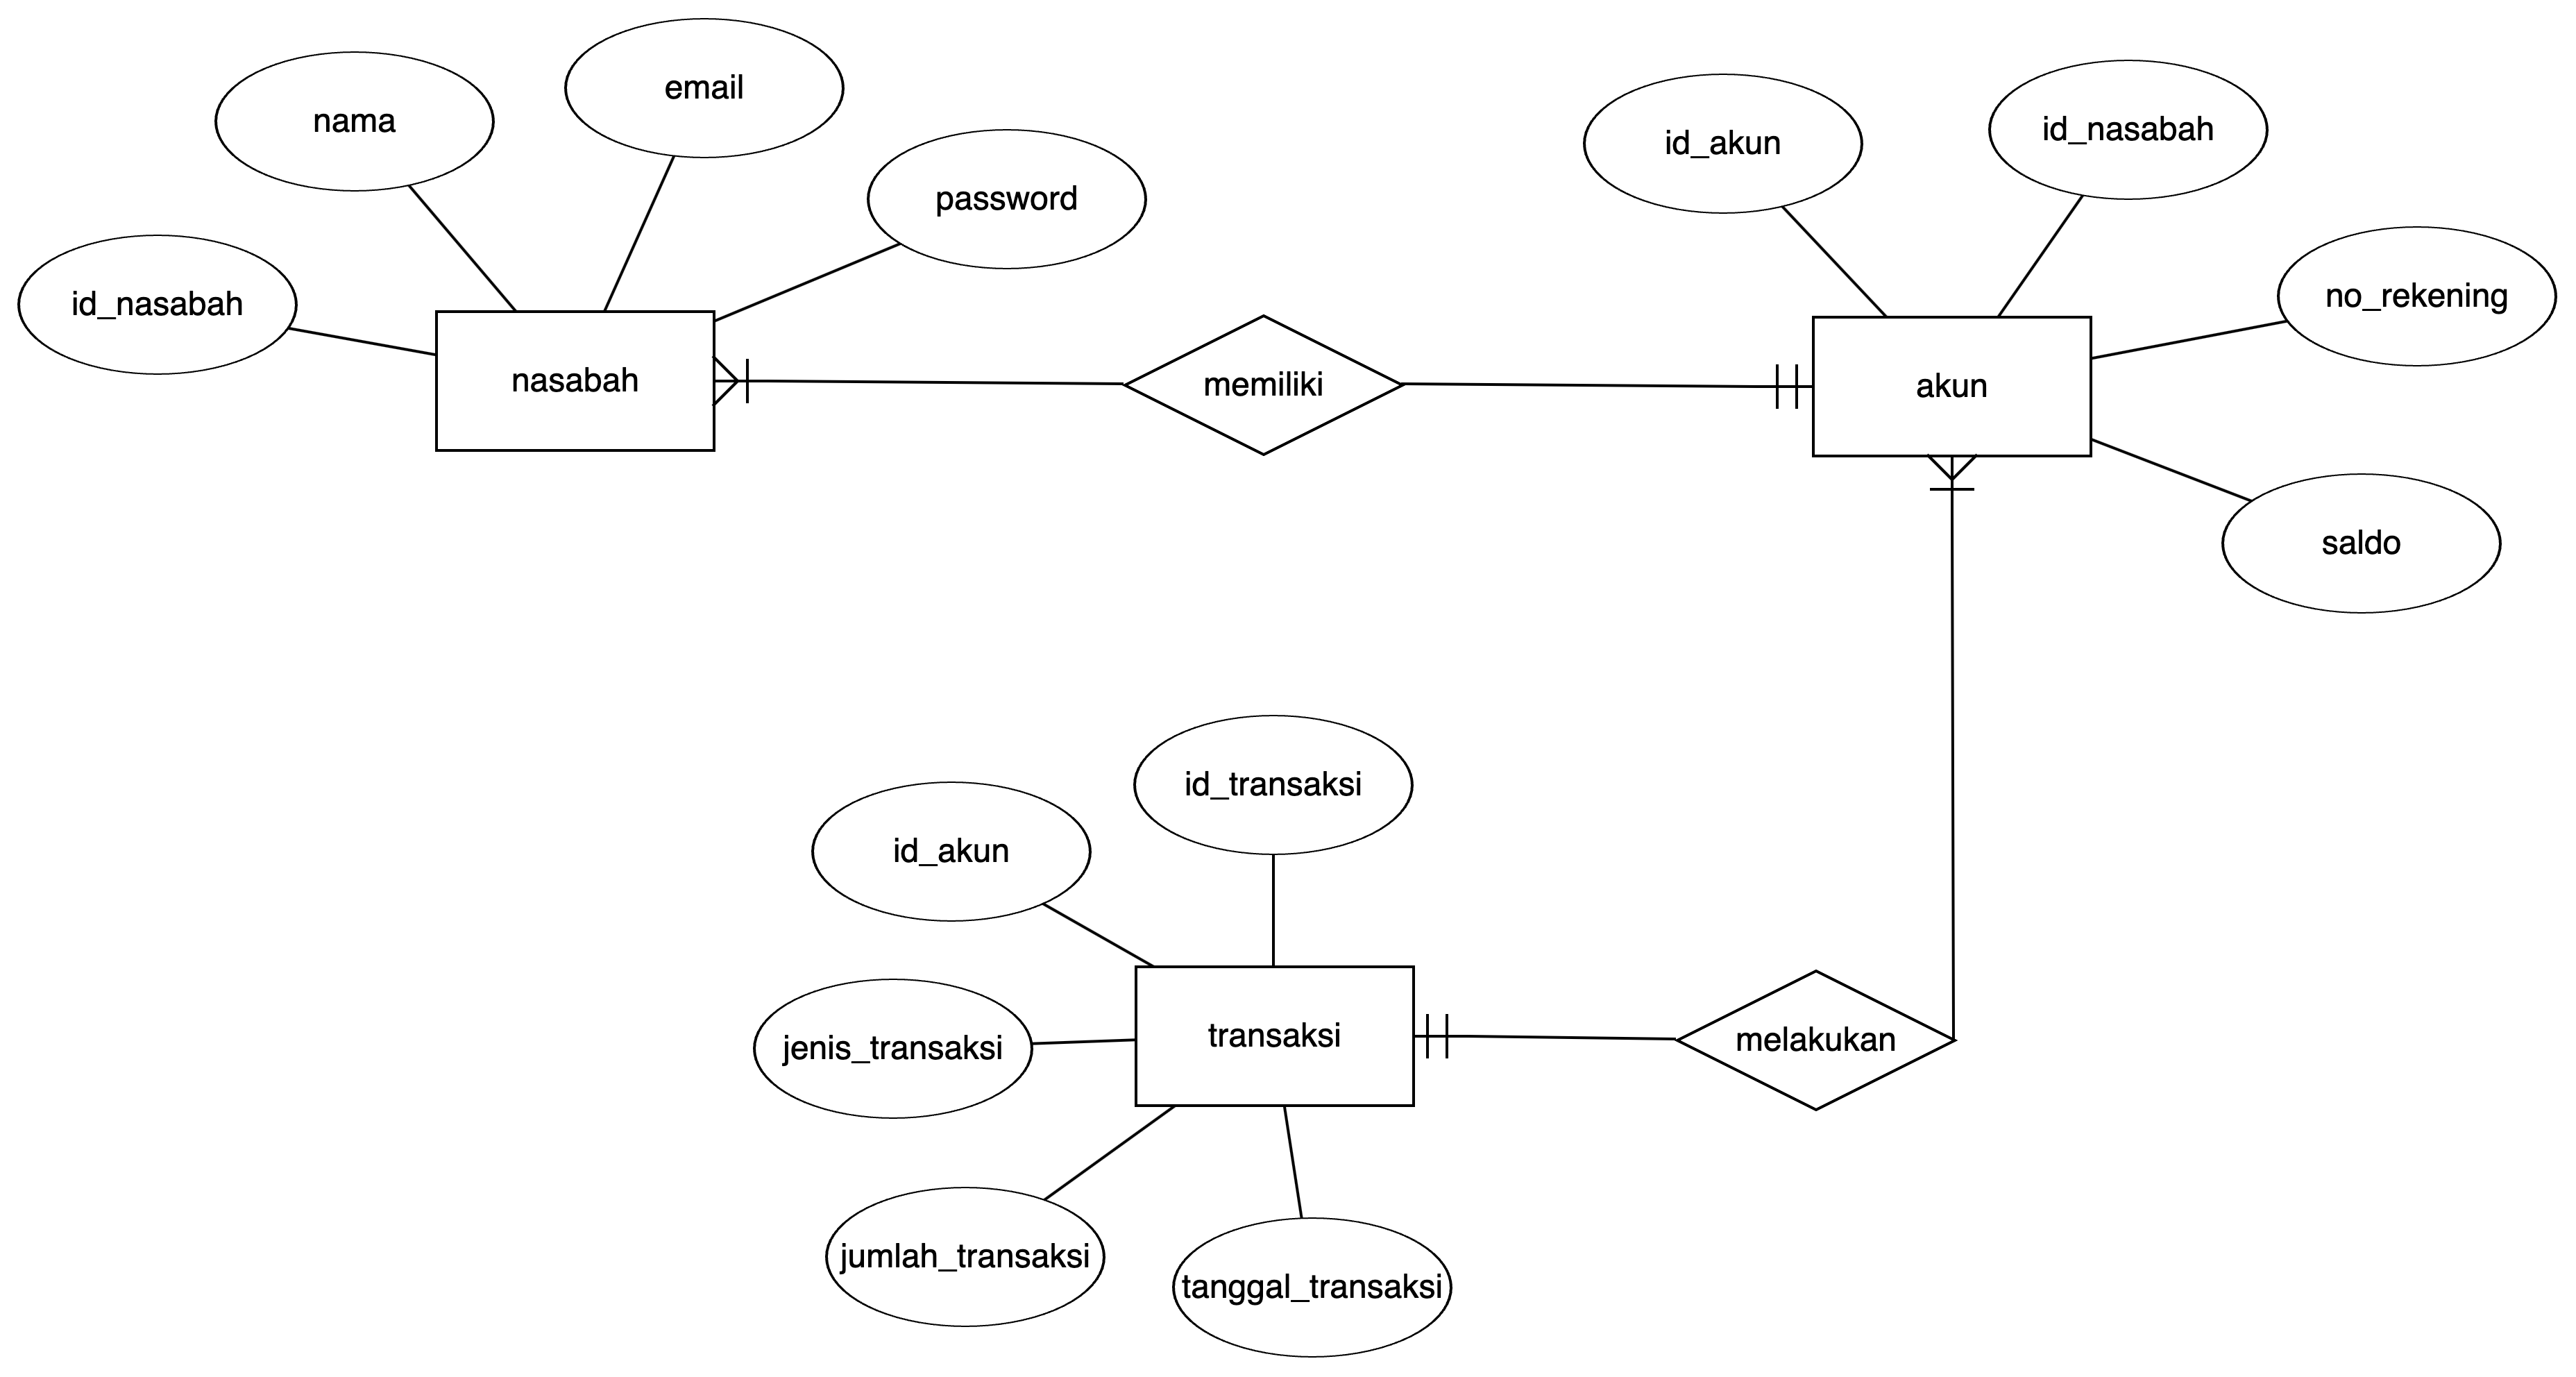 email
nama
password
id_nasabah
nasabah
memiliki
id_akun
id_nasabah
no_rekening
akun
saldo
id_transaksi
id_akun
transaksi
melakukan
jenis_transaksi
jumlah_transaksi
tanggal_transaksi